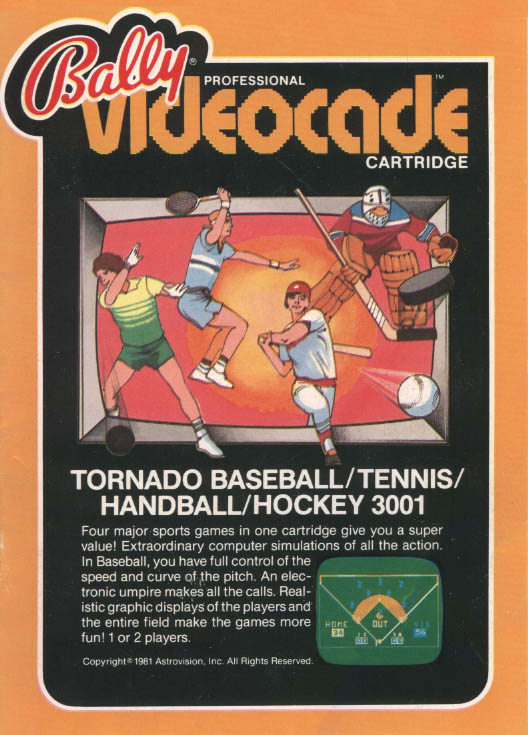 Bally®
PROFESSIONAL
Videocade™
CARTRIDGE
TORNADO BASEBALL/TENNIS/
HANDBALL/HOCKEY 3001
Four major sports games in one cartridge give you a super
value! Extraordinary computer simulations of all the action.
In Baseball, you have full control of the
speed and curve of the pitch. An elec-
tronic umpire makes all the calls. Real-
istic graphic displays of the players and
the entire field make the games more
fun! 1 or 2 players.
HOME OUT VIS
34 56
Copyright © 1981 Astrovision, Inc. All Rights Reserved.